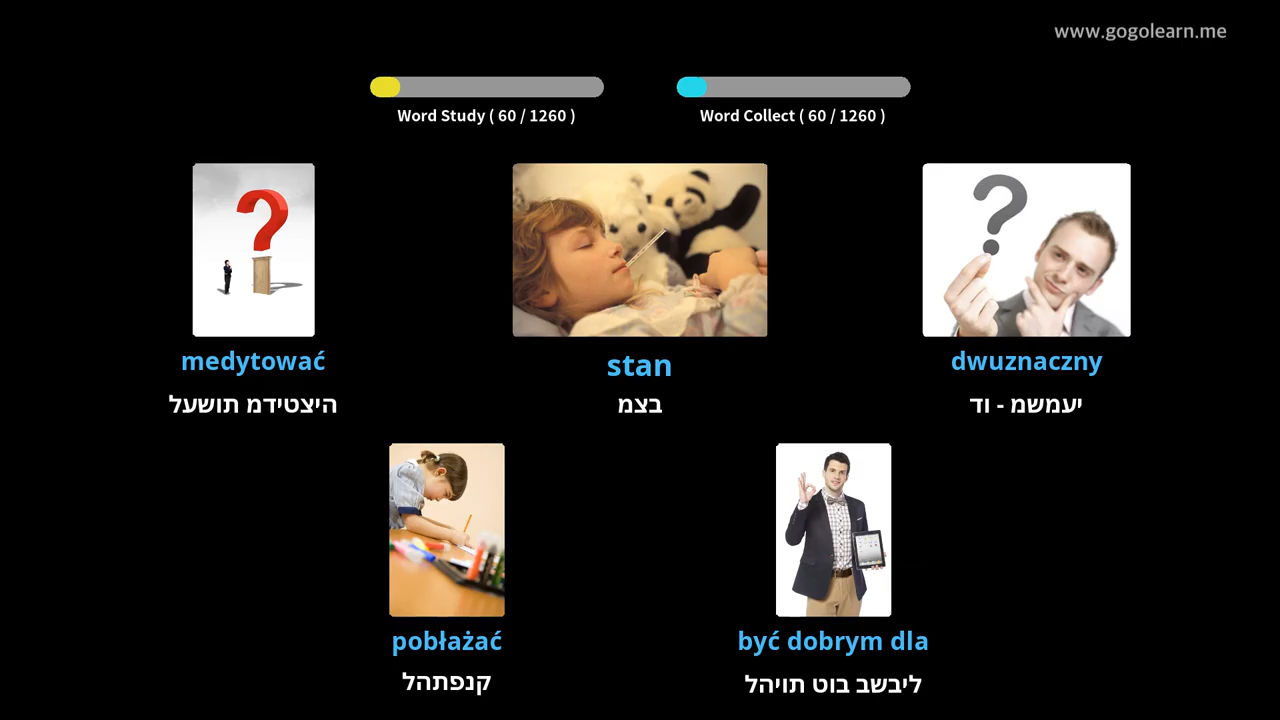 www.gogolearn.me
Word Study ( 60 / 1260 )
Word Collect ( 60 / 1260 )
medytować
היצטידמ תושעל
stan
בצמ
dwuznaczny
יעמשמ - וד
pobłażać
קנפתהל
być dobrym dla
ליבשב בוט תויהל